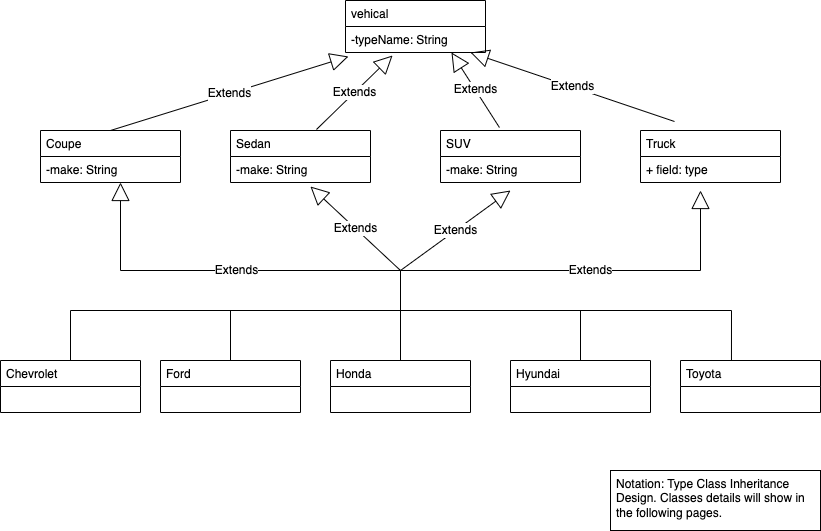 vehical
-typeName: String
Extends
Extends
Extends
Extends
Coupe
-make: String
Sedan
-make: String
SUV
-make: String
Truck
+ field: type
Extends
Extends
Extends
Extends
Chevrolet
Ford
Honda
Hyundai
Toyota
Notation: Type Class Inheritance
Design. Classes details will show in
the following pages.